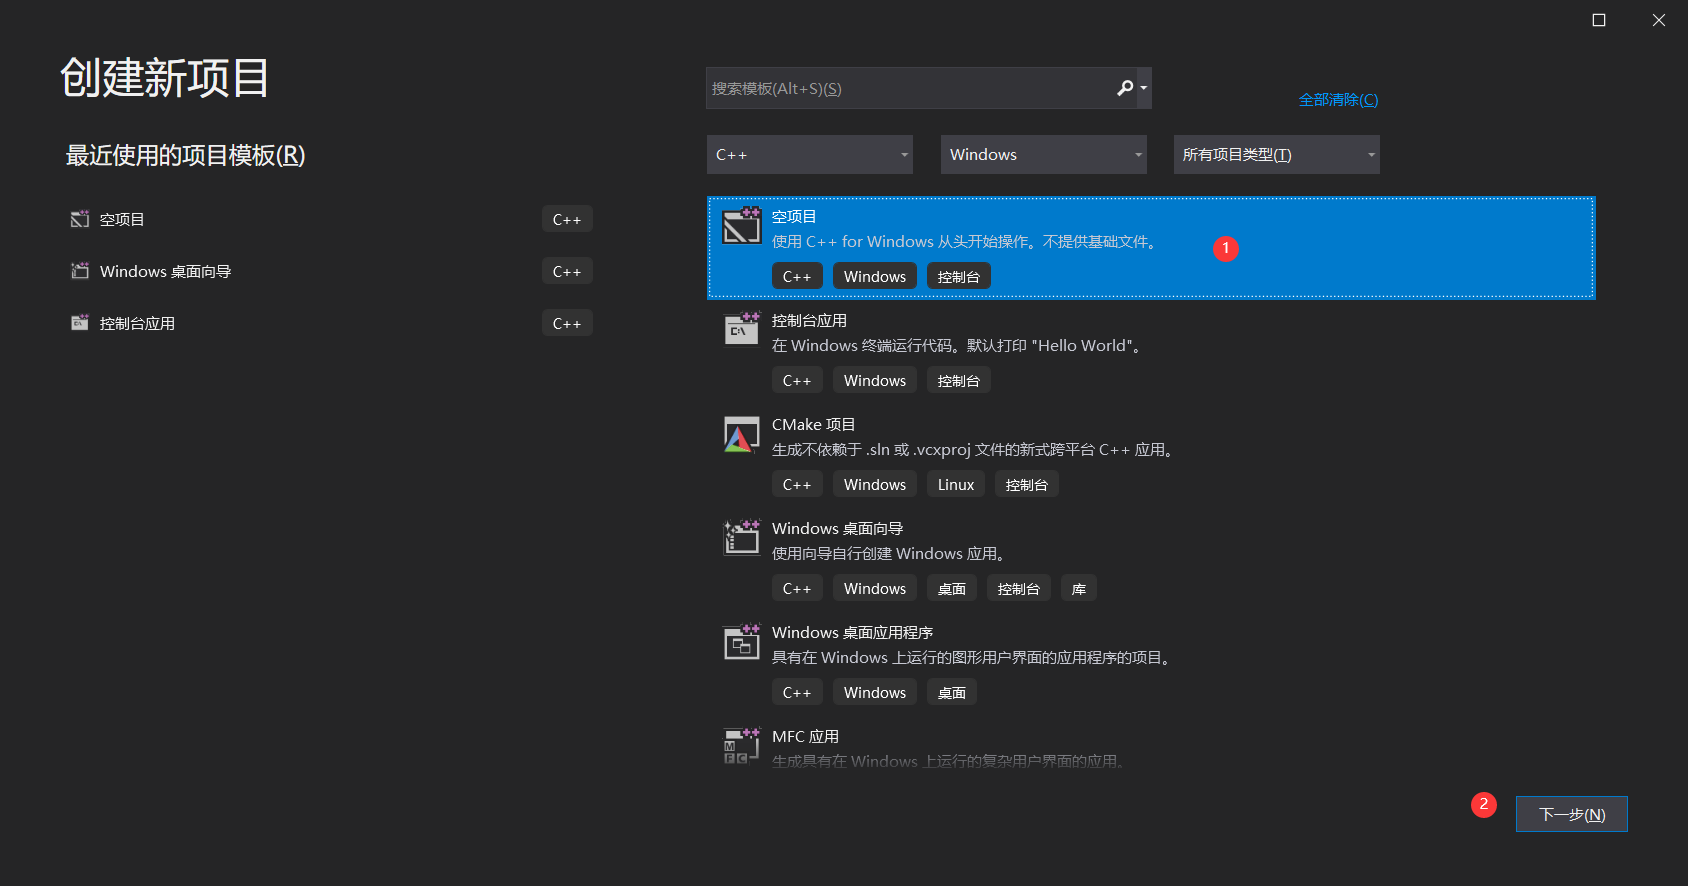 创建新项目
最近使用的项目模板(R)
空项目
C++
Windows 桌面向导
C++
控制台应用
C++
搜索模板(Alt+S)(S)
全部清除(C)
C++
Windows
所有项目类型(T)
空项目
使用 C++ for Windows 从头开始操作。不提供基础文件。
1
C++ Windows 控制台
控制台应用
在 Windows 终端运行代码。默认打印 "Hello World"。
C++ Windows 控制台
CMake 项目
生成不依赖于 .sln 或 .vcxproj 文件的新式跨平台 C++ 应用。
C++ Windows Linux 控制台
Windows 桌面向导
使用向导自行创建 Windows 应用。
C++ Windows 桌面 控制台 库
Windows 桌面应用程序
具有在 Windows 上运行的图形用户界面的应用程序的项目。
C++ Windows 桌面
MFC 应用
生成具有在 Windows 上运行的复杂用户界面的应用。
2
下一步(N)